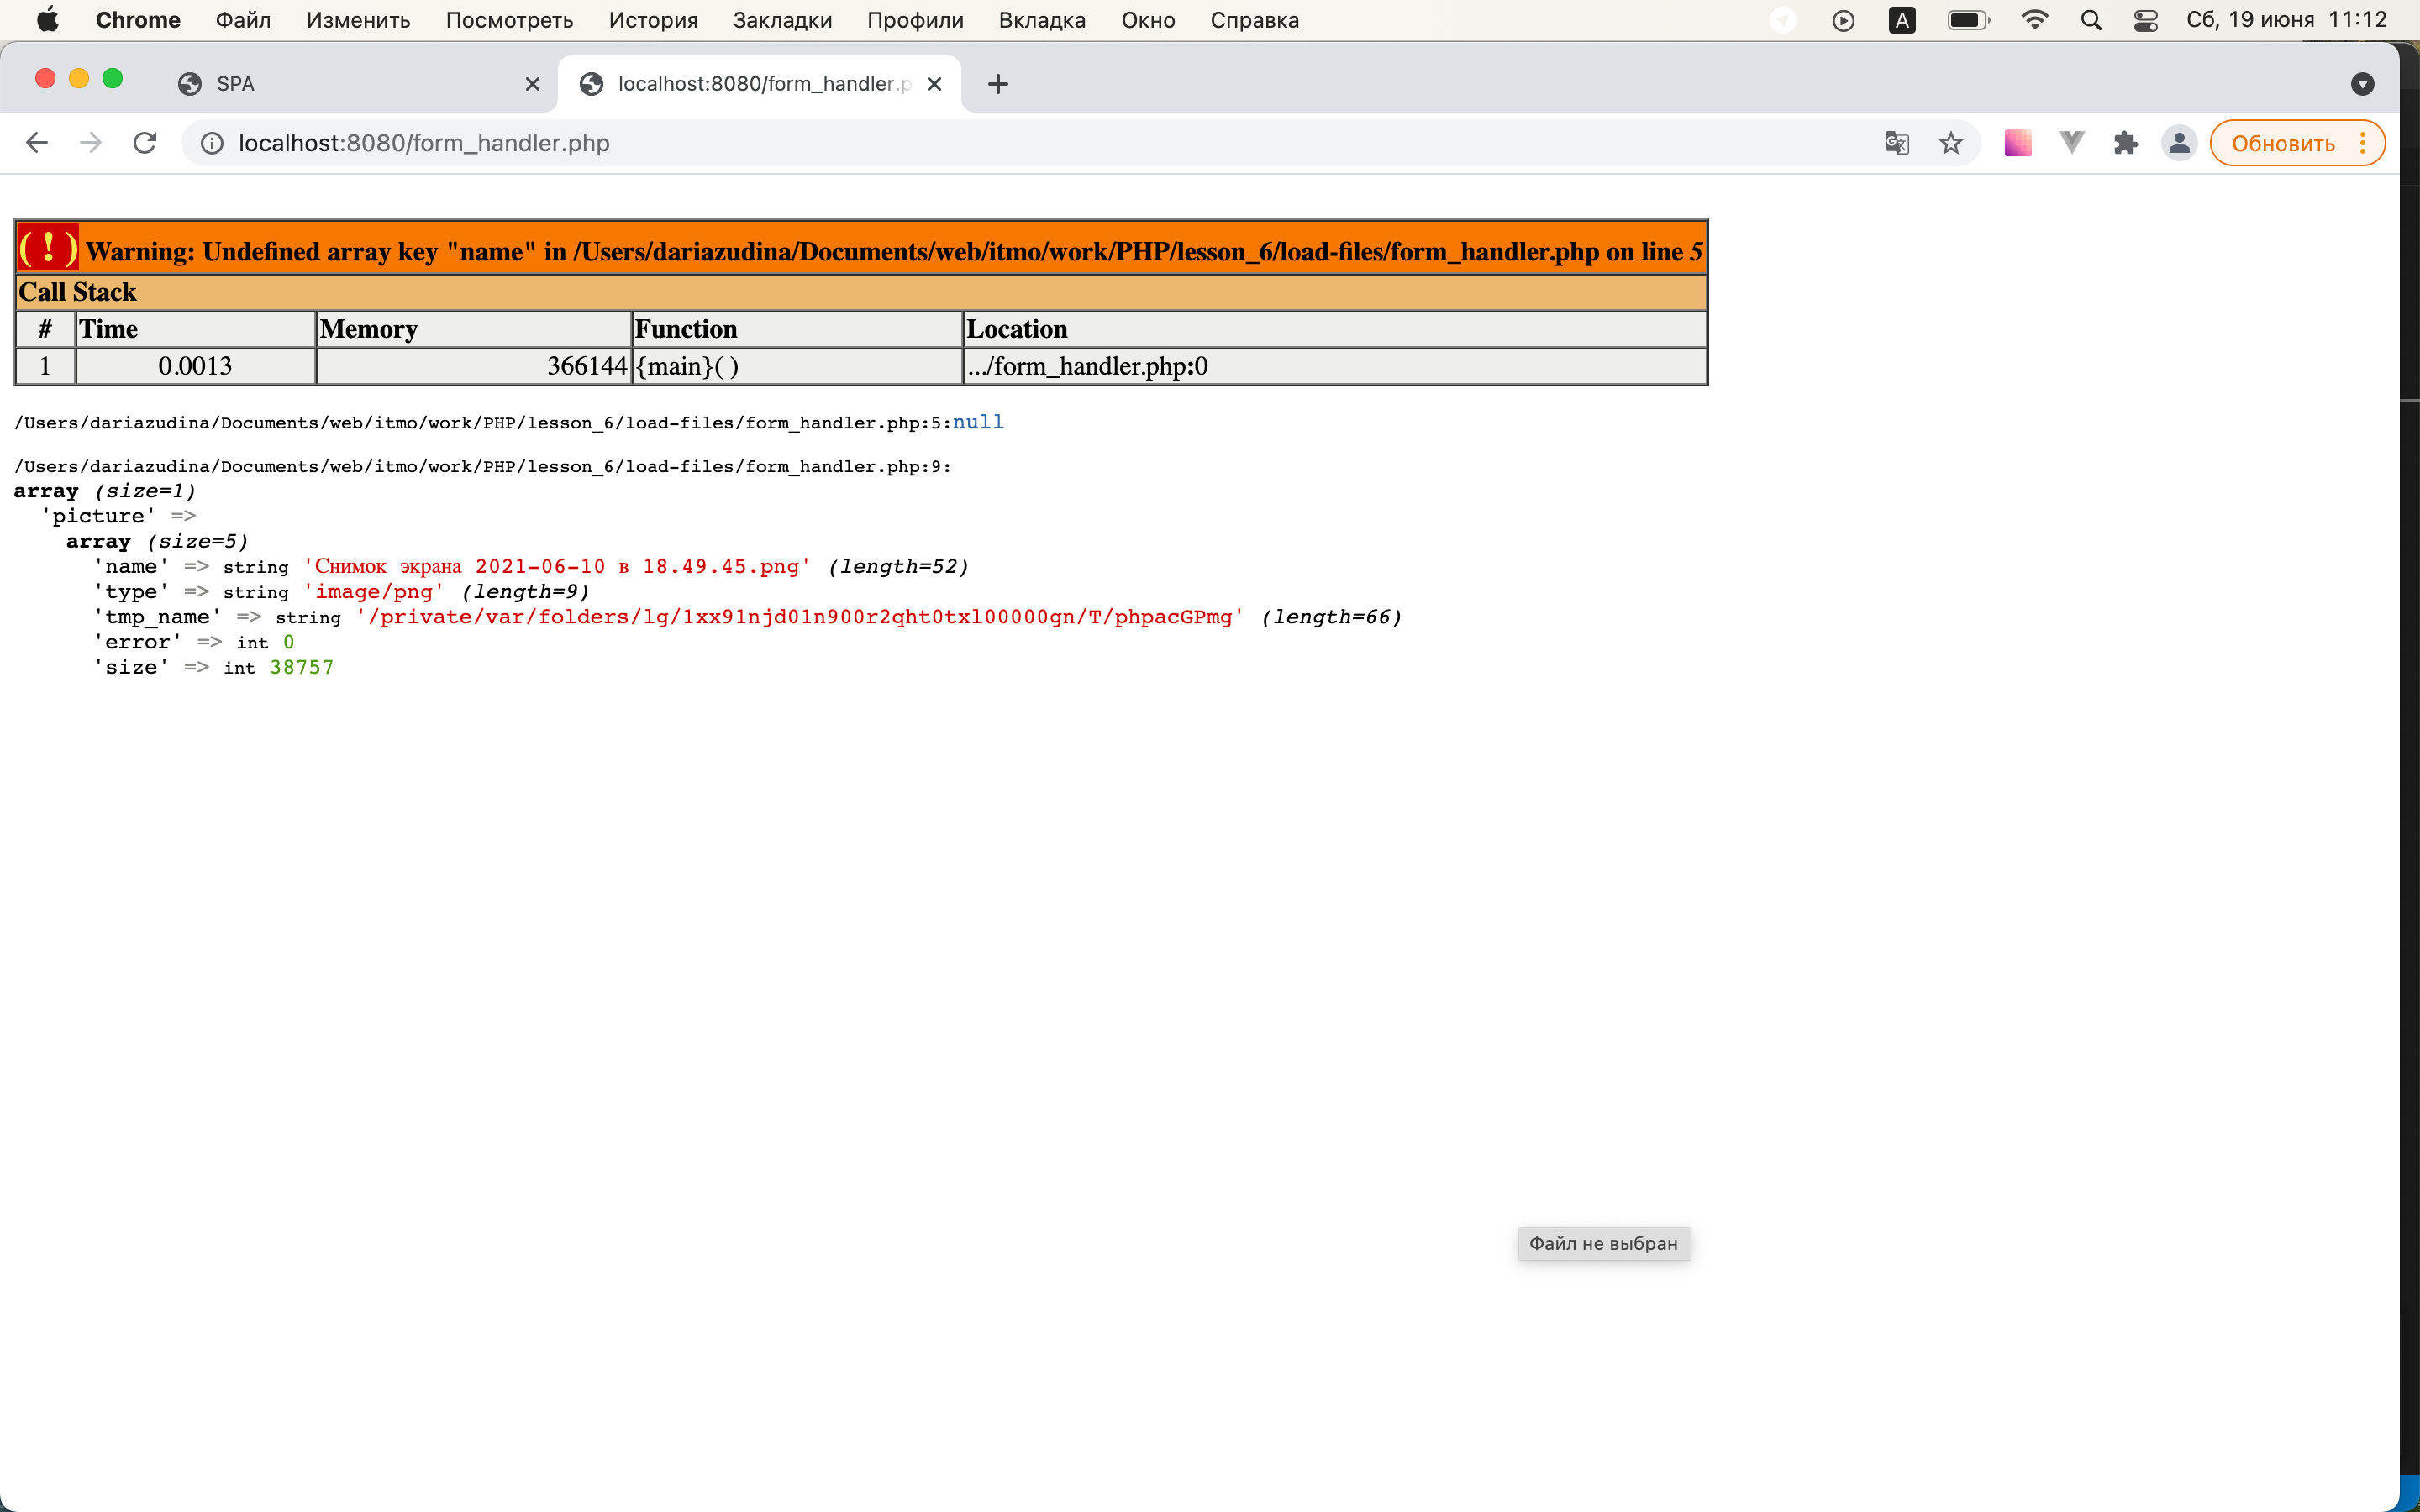 Chrome Файл Изменить Посмотреть История Закладки Профили Вкладка Окно Справка A Сб, 19 июня 11:12
SPA localhost:8080/form_handler.p
localhost:8080/form_handler.php Обновить
( ! ) Warning: Undefined array key "name" in /Users/dariazudina/Documents/web/itmo/work/PHP/lesson_6/load-files/form_handler.php on line 5
Call Stack
# Time Memory Function Location
1 0.0013 366144 {main}( ) .../form_handler.php:0
/Users/dariazudina/Documents/web/itmo/work/PHP/lesson_6/load-files/form_handler.php:5:null
/Users/dariazudina/Documents/web/itmo/work/PHP/lesson_6/load-files/form_handler.php:9:
array (size=1)
'picture' =>
array (size=5)
'name' => string 'Снимок экрана 2021-06-10 в 18.49.45.png' (length=52)
'type' => string 'image/png' (length=9)
'tmp_name' => string '/private/var/folders/lg/1xx91njd01n900r2qht0txl00000gn/T/phpacGPmg' (length=66)
'error' => int 0
'size' => int 38757
Файл не выбран